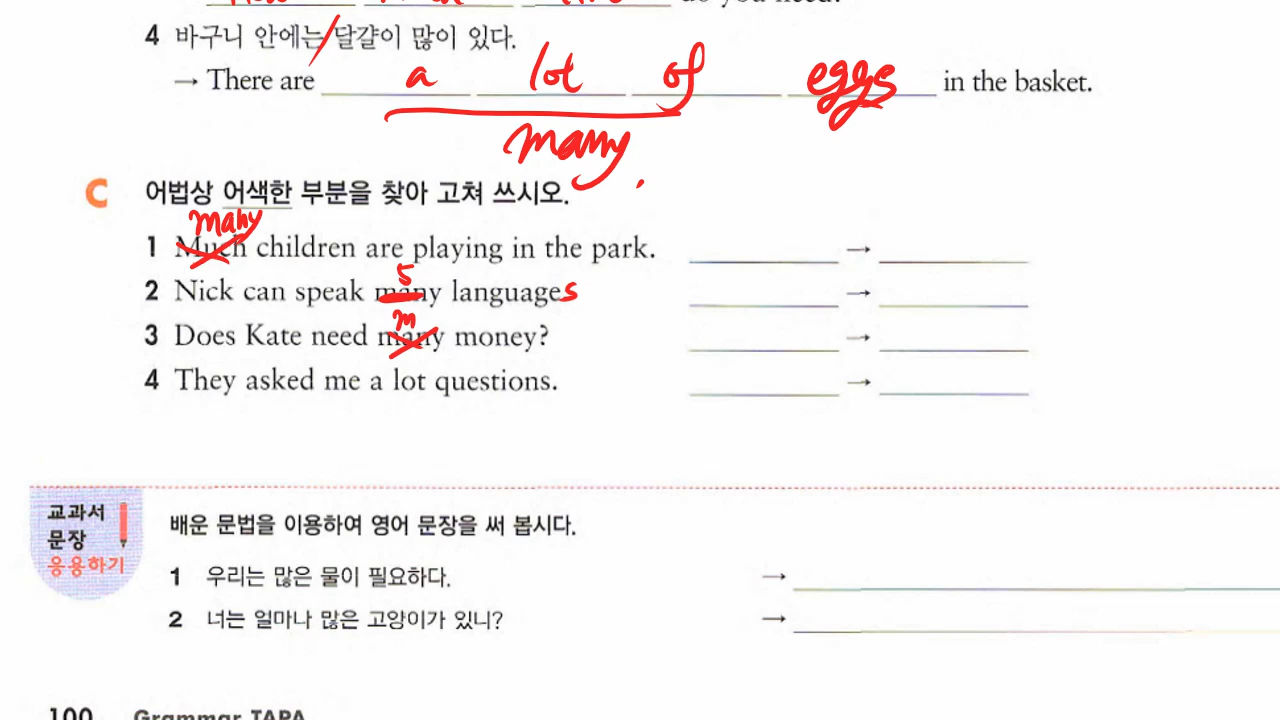 do you need?
4 바구니 안에는/달걀이 많이 있다.
→ There are a lot of eggs in the basket.
many.
C 어법상 어색한 부분을 찾아 고쳐 쓰시오.
many
1 Much children are playing in the park. →
5
2 Nick can speak many languages →
m
3 Does Kate need many money? →
4 They asked me a lot questions. →
교과서
문장
응용하기
배운 문법을 이용하여 영어 문장을 써 봅시다.
1 우리는 많은 물이 필요하다. →
2 너는 얼마나 많은 고양이가 있니? →
100 Grammar TAPA